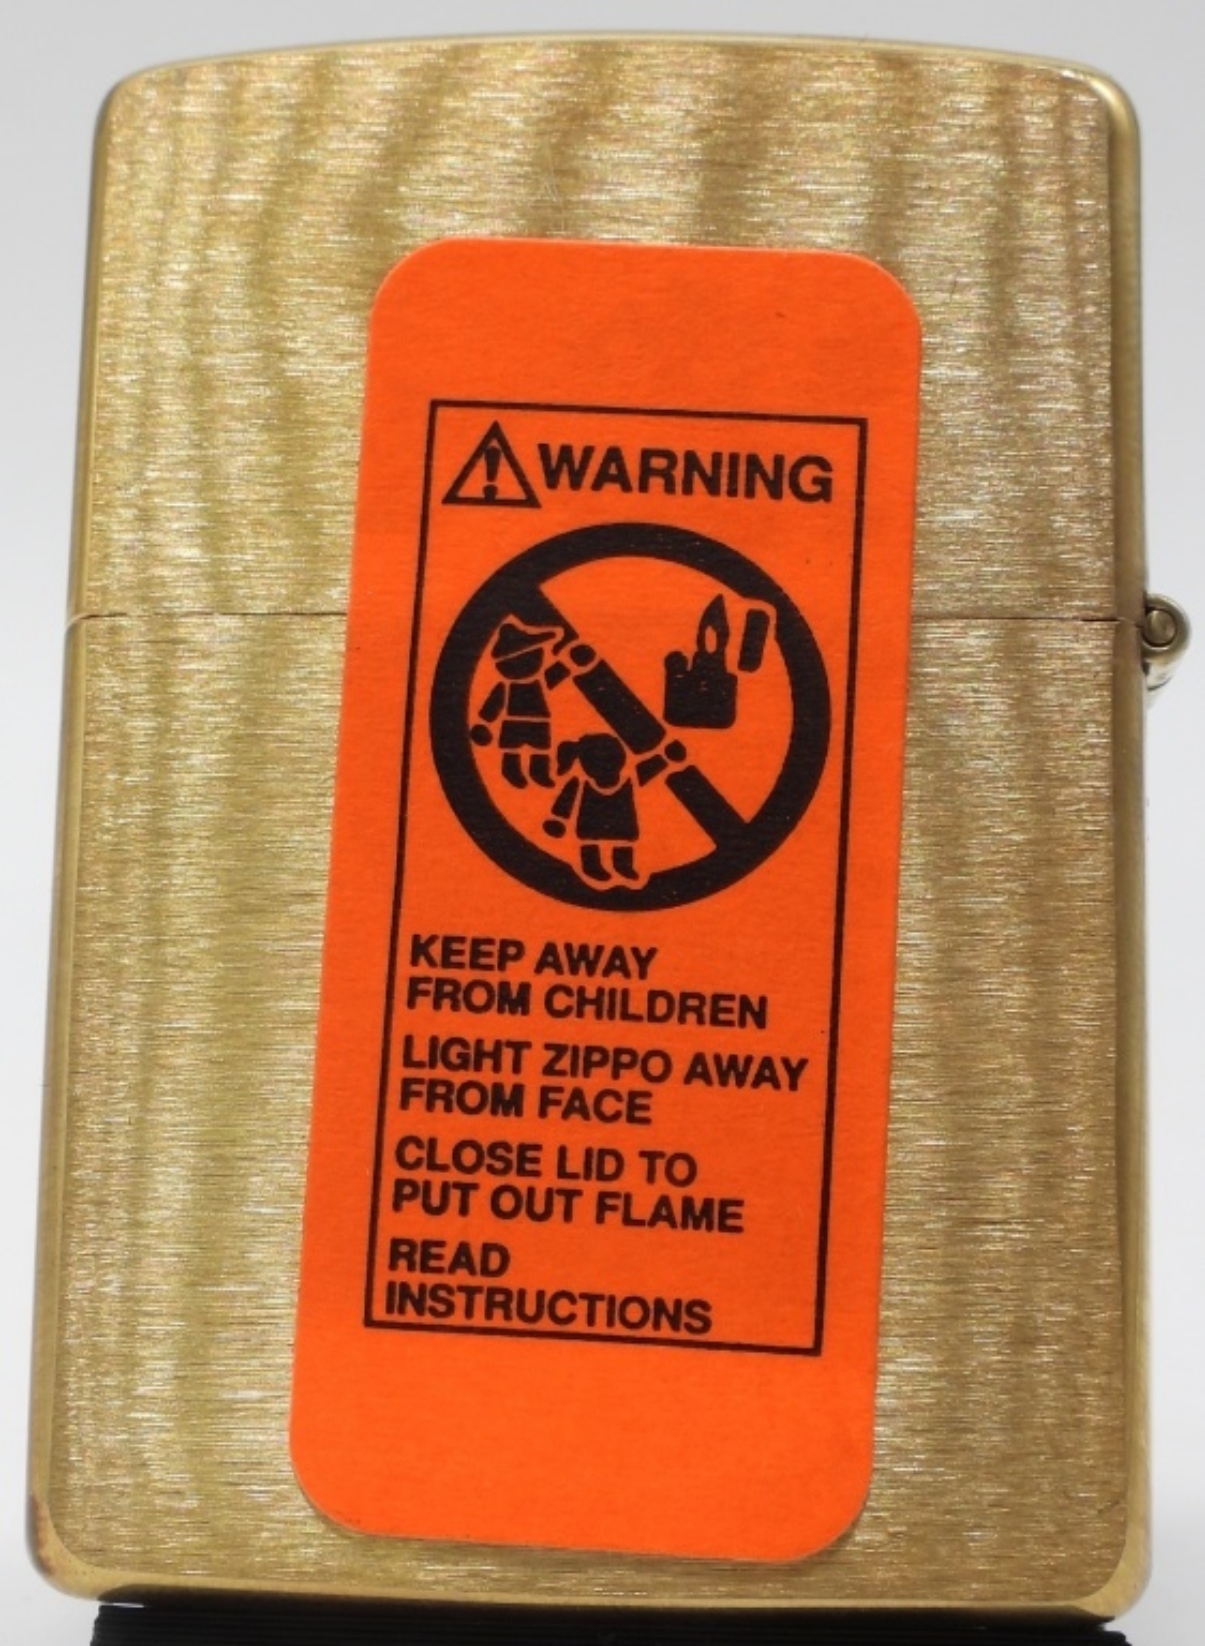 WARNING
KEEP AWAY
FROM CHILDREN
LIGHT ZIPPO AWAY
FROM FACE
CLOSE LID TO
PUT OUT FLAME
READ
INSTRUCTIONS